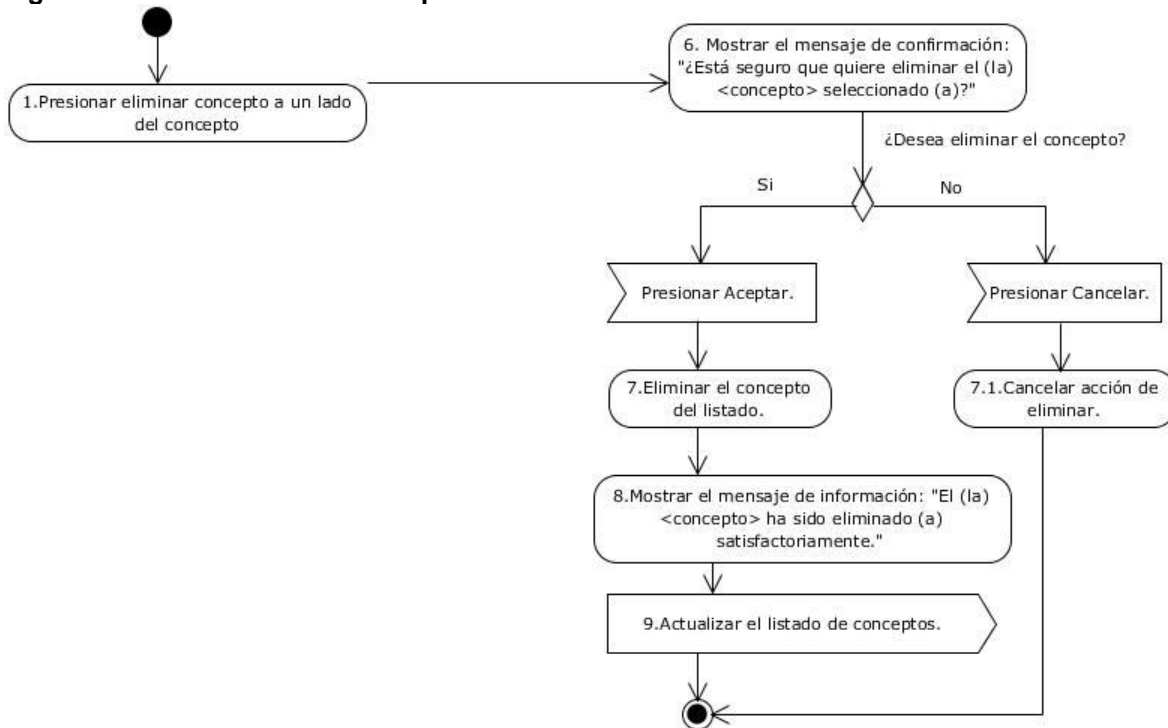 1.Presionar eliminar concepto a un lado
del concepto
6. Mostrar el mensaje de confirmación:
"¿Está seguro que quiere eliminar el (la)
<concepto> seleccionado (a)?"
¿Desea eliminar el concepto?
Si
No
Presionar Aceptar.
Presionar Cancelar.
7.Eliminar el concepto
del listado.
7.1.Cancelar acción de
eliminar.
8.Mostrar el mensaje de información: "El (la)
<concepto> ha sido eliminado (a)
satisfactoriamente."
9.Actualizar el listado de conceptos.